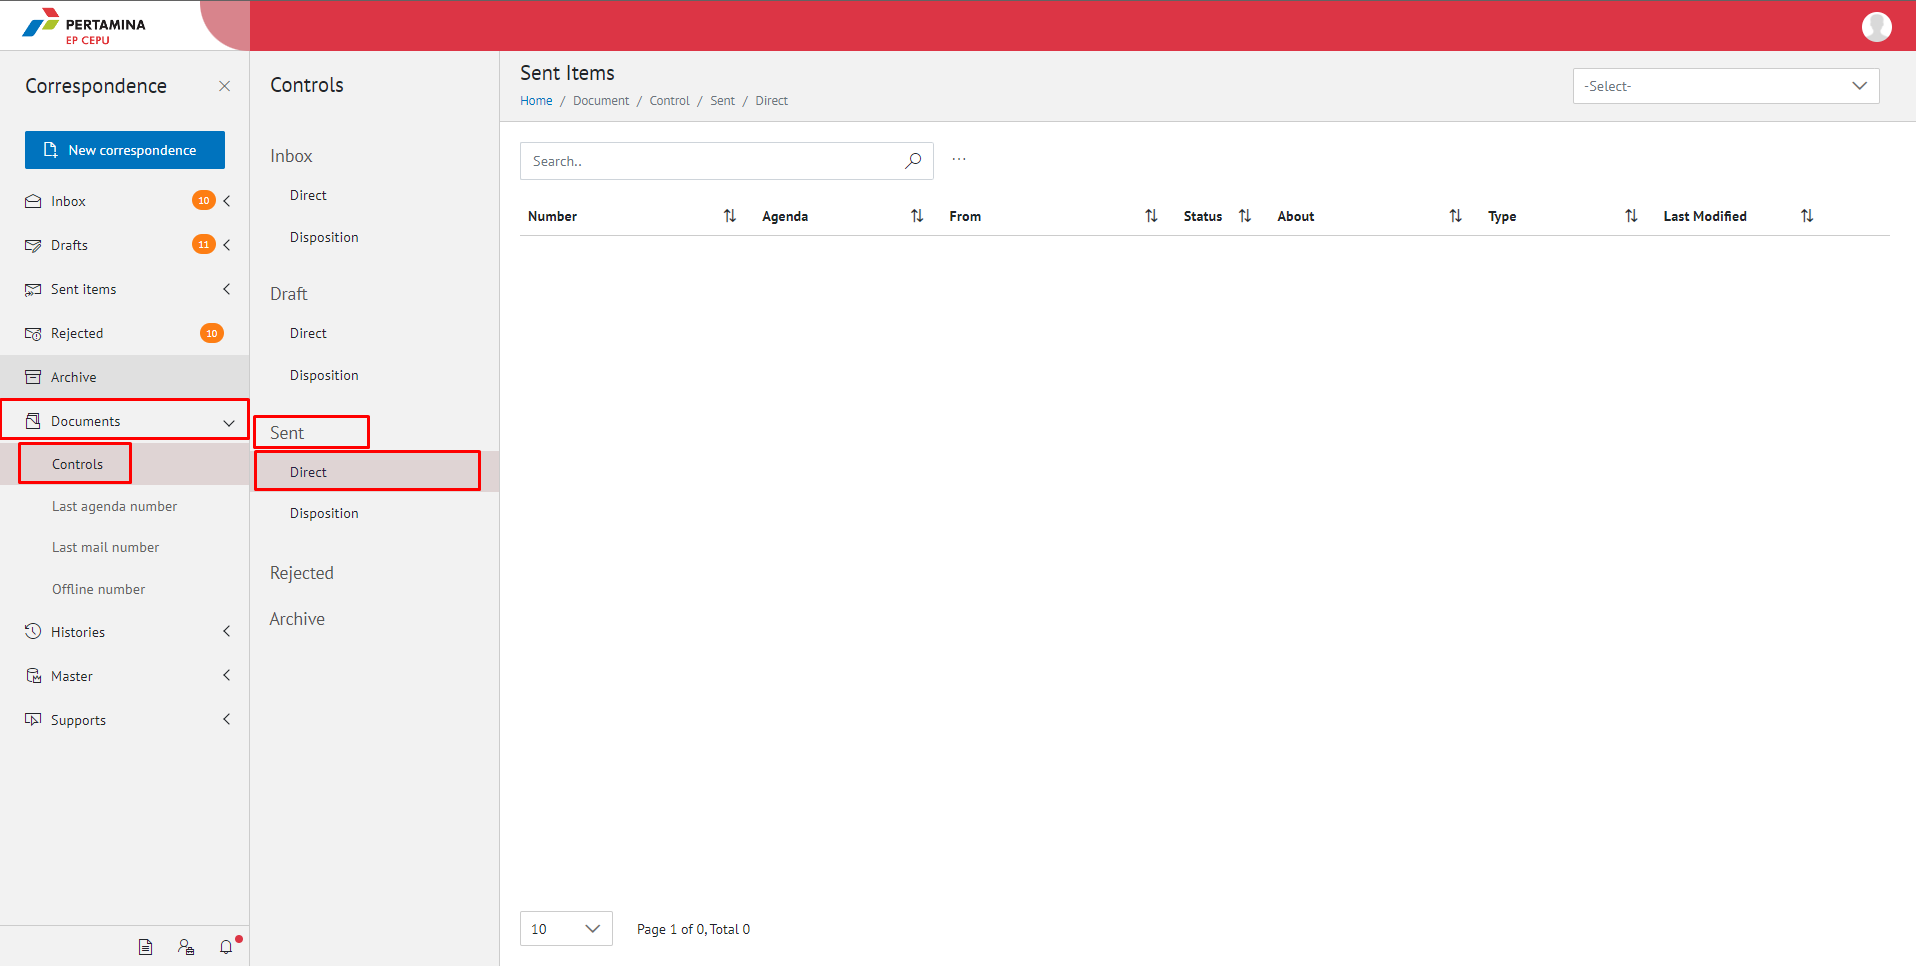 PERTAMINA
EP CEPU
Correspondence
New correspondence
Inbox 10
Drafts 11
Sent items
Rejected 10
Archive
Documents
Controls
Last agenda number
Last mail number
Offline number
Histories
Master
Supports
Controls
Inbox
Direct
Disposition
Draft
Direct
Disposition
Sent
Direct
Disposition
Rejected
Archive
Sent Items
Home / Document / Control / Sent / Direct
-Select-
Search..
...
Number Agenda From Status About Type Last Modified
10 Page 1 of 0, Total 0